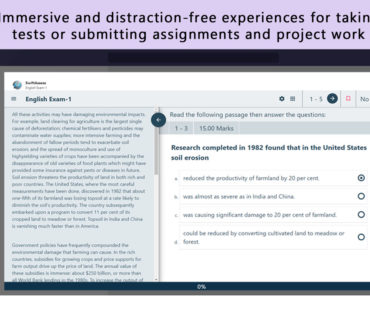 Immersive and distraction-free experiences for takin
tests or submitting assignments and project work
English Exam-1
1 - 5
No
All these activities may have damaging environmental impacts.
For example, land clearing for agriculture is the largest single
cause of deforestation; chemical fertilizers and pesticides may
contaminate water supplies; more intensive farming and the
abandonment of fallow periods tend to exacerbate soil
erosion; and the spread of monoculture and use of
highyielding varieties of crops have been accompanied by the
disappearance of old varieties of food plants which might have
provided some insurance against pests or diseases in future.
Soil erosion threatens the productivity of land in both rich and
poor countries. The United States, where the most careful
measurements have been done, discovered in 1982 that about
one-fifth of its farmland was losing topsoil at a rate likely to
diminish the soil's productivity. The country subsequently
embarked upon a program to convert 11 per cent of its
cropped land to meadow or forest. Topsoil in India and China
is vanishing much faster than in America.
Government policies have frequently compounded the
environmental damage that farming can cause. In the rich
countries, subsidies for growing crops and price supports for
farm output drive up the price of land. The annual value of
these subsidies is immense: about $250 billion, or more than
all World Bank lending in the 1980s. To increase the output of
Read the following passage then answer the questions:
1 - 3
15.00 Marks
Research completed in 1982 found that in the United States
soil erosion
a. reduced the productivity of farmland by 20 per cent.
b. was almost as severe as in India and China.
c. was causing significant damage to 20 per cent of farmland.
could be reduced by converting cultivated land to meadow or
d. forest.
0%